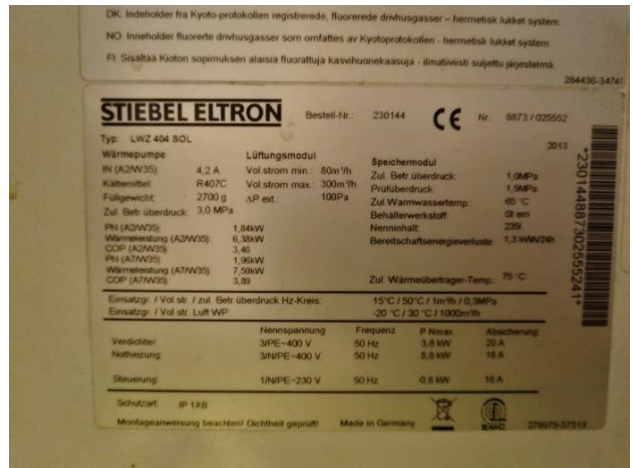 DK: Indeholder fra Kyoto-protokollen registrerede, fluorerede drivhusgasser – hermetisk lukket system.
NO: Inneholder fluorerte drivhusgasser som omfattes av Kyotoprotokollen - hermetisk lukket system
FI: Sisältää Kioton sopimuksen alaisia fluorattuja kasvihuonekaasuja - ilmatiiviisti suljettu järjestelmä.
284436-34741
STIEBEL ELTRON Bestell-Nr.: 230144 CE Nr. 8873 / 025552
Typ: LWZ 404 SOL 2013
Wärmepumpe Lüftungsmodul Speichermodul
IN (A2/W35): 4,2 A Vol.strom min.: 80m³/h Zul. Betr.überdruck: 1,0MPa
Kältemittel: R407C Vol.strom max.: 300m³/h Prüfüberdruck: 1,5MPa
Füllgewicht: 2700 g ΔP ext.: 100Pa Zul.Warmwassertemp.: 65 °C
Zul. Betr.überdruck: 3,0 MPa Behälterwerkstoff: St em
PN (A2/W35): 1,84kW Nenninhalt: 235l
Wärmeleistung (A2/W35): 6,38kW Bereitschaftsenergieverluste: 1,3 kWh/24h
COP (A2/W35): 3,46
PN (A7/W35): 1,96kW
Wärmeleistung (A7/W35): 7,59kW
COP (A7/W35): 3,89 Zul. Wärmeübertrager-Temp.: 75 °C
Einsatzgr. / Vol.str. / zul. Betr.überdruck Hz-Kreis: 15°C / 50°C / 1m³/h / 0,3MPa
Einsatzgr. / Vol.str. Luft WP: -20 °C / 30 °C / 1000m³/h
Nennspannung Frequenz P Nmax Absicherung
Verdichter: 3/PE~400 V 50 Hz 3,6 kW 20 A
Notheizung: 3/N/PE~400 V 50 Hz 8,8 kW 16 A
Steuerung: 1/N/PE~230 V 50 Hz 0,6 kW 16 A
Schutzart: IP 1XB
Montageanweisung beachten! Dichtheit geprüft! Made in Germany 279979-37519
*230144887302555241*